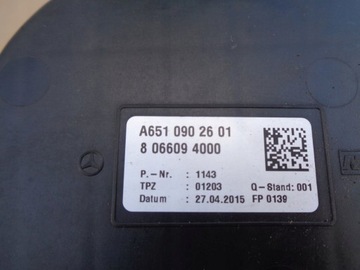 A651 090 26 01
8 06609 4000
P.-Nr. : 1143
TPZ : 01203 Q-Stand: 001
Datum : 27.04.2015 FP 0139